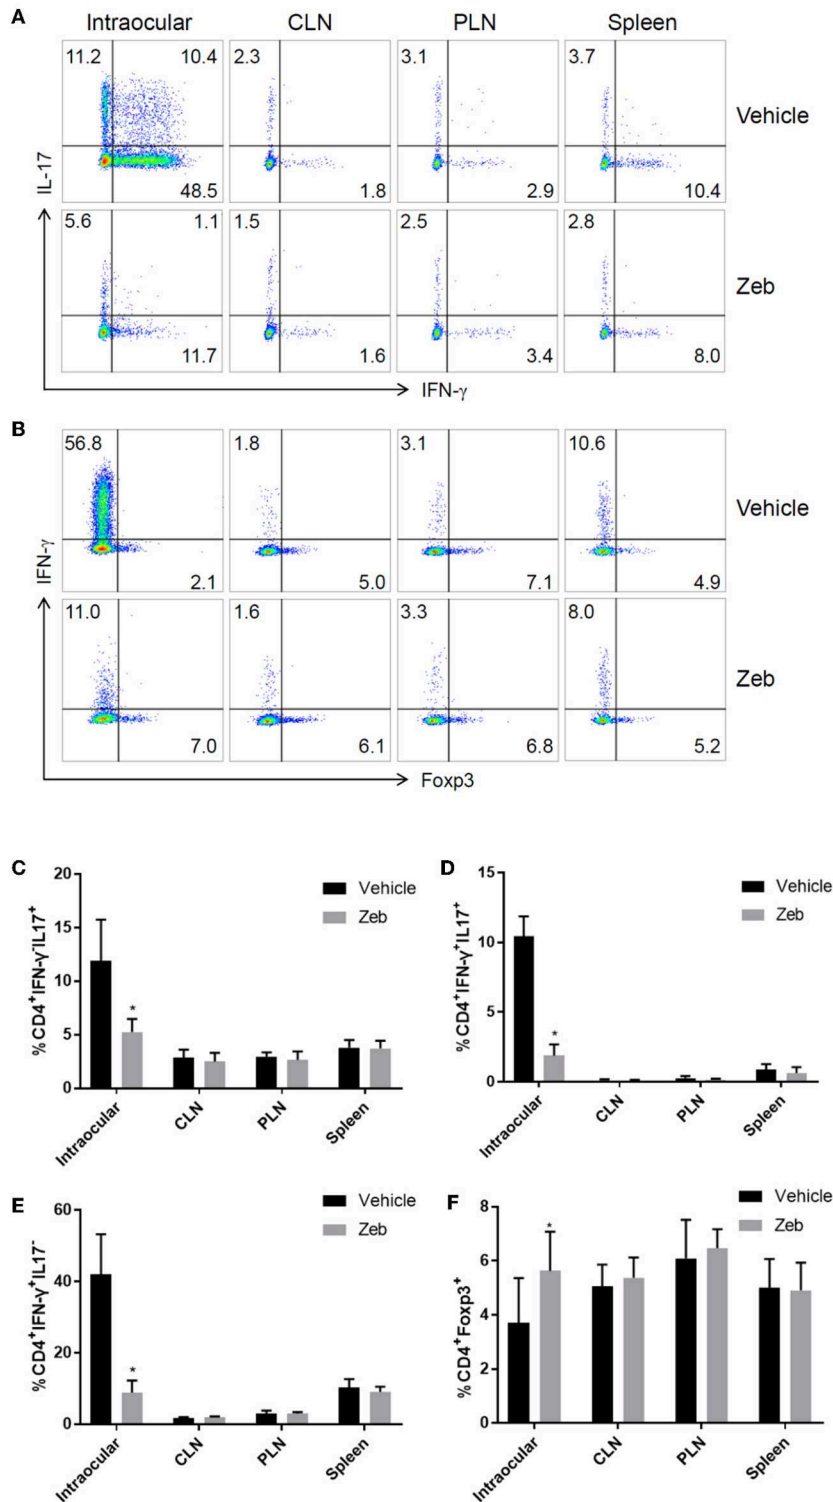 A
Intraocular CLN PLN Spleen
11.2 10.4 2.3 3.1 3.7
Vehicle
IL-17
48.5 1.8 2.9 10.4
5.6 1.1 1.5 2.5 2.8
Zeb
11.7 1.6 3.4 8.0
IFN-γ
B
56.8 1.8 3.1 10.6
Vehicle
IFN-γ
2.1 5.0 7.1 4.9
11.0 1.6 3.3 8.0
Zeb
7.0 6.1 6.8 5.2
Foxp3
C
%CD4⁺IFN-γ⁻IL17⁺
20
15
10
5
0
Vehicle
Zeb
*
Intraocular CLN PLN Spleen
D
%CD4⁺IFN-γ⁺IL17⁺
15
10
5
0
Vehicle
Zeb
*
Intraocular CLN PLN Spleen
E
%CD4⁺IFN-γ⁺IL17⁻
60
40
20
0
Vehicle
Zeb
*
Intraocular CLN PLN Spleen
F
%CD4⁺Foxp3⁺
8
6
4
2
0
Vehicle
Zeb
*
Intraocular CLN PLN Spleen